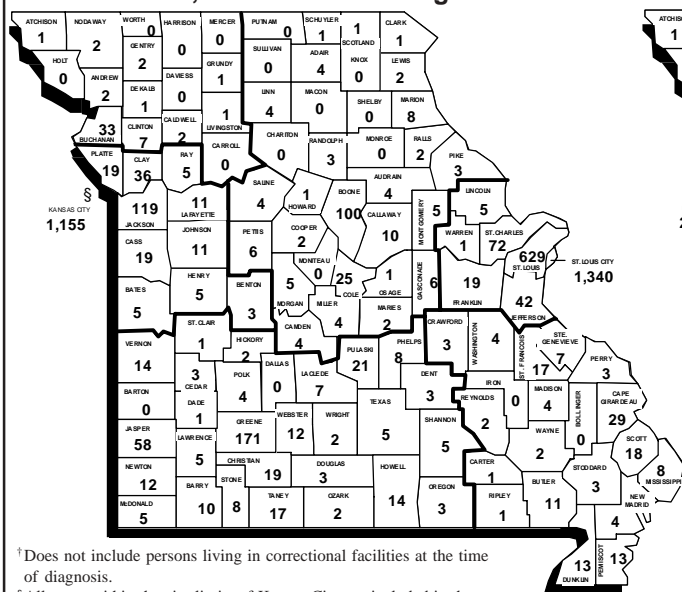 ATCHISON
1
NODAWAY
2
WORTH
0
HARRISON
0
MERCER
0
PUTNAM
0
SCHUYLER
1
SCOTLAND
1
CLARK
1
HOLT
0
GENTRY
2
ANDREW
2
DE KALB
1
DAVIESS
0
GRUNDY
1
SULLIVAN
0
ADAIR
4
KNOX
0
LEWIS
2
LINN
4
MACON
0
SHELBY
0
MARION
8
BUCHANAN
33
CLINTON
7
CALDWELL
2
LIVINGSTON
1
CARROLL
0
CHARITON
0
RANDOLPH
3
MONROE
0
RALLS
2
PIKE
3
PLATTE
19
CLAY
36
RAY
5
§
KANSAS CITY
1,155
JACKSON
119
LAFAYETTE
11
SALINE
4
HOWARD
1
BOONE
100
AUDRAIN
4
CALLAWAY
10
MONTGOMERY
5
LINCOLN
5
WARREN
1
ST. CHARLES
72
ST. LOUIS
629
ST. LOUIS CITY
1,340
CASS
19
JOHNSON
11
PETTIS
6
COOPER
2
MONITEAU
0
COLE
25
OSAGE
1
GASCONADE
6
FRANKLIN
19
JEFFERSON
42
BATES
5
HENRY
5
BENTON
3
MORGAN
5
MILLER
4
MARIES
2
CAMDEN
4
VERNON
14
ST. CLAIR
1
HICKORY
2
DALLAS
0
LACLEDE
7
PULASKI
21
PHELPS
8
CRAWFORD
3
WASHINGTON
4
ST. FRANCOIS
17
STE.
GENEVIEVE
7
PERRY
3
CEDAR
3
POLK
4
DENT
3
IRON
0
MADISON
4
BOLLINGER
0
CAPE
GIRARDEAU
29
BARTON
0
DADE
1
GREENE
171
WEBSTER
12
WRIGHT
2
TEXAS
5
SHANNON
5
REYNOLDS
2
WAYNE
2
SCOTT
18
JASPER
58
LAWRENCE
5
CHRISTIAN
19
DOUGLAS
3
HOWELL
14
CARTER
1
STODDARD
3
MISSISSIPPI
8
NEWTON
12
BARRY
10
STONE
8
TANEY
17
OZARK
2
OREGON
3
RIPLEY
1
BUTLER
11
NEW
MADRID
4
McDONALD
5
DUNKLIN
13
PEMISCOT
13
ATCHIS
1
†Does not include persons living in correctional facilities at the time
of diagnosis.